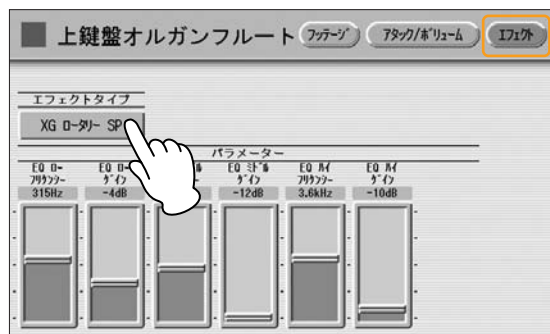 上鍵盤オルガンフルート
フッテージ
アタック/ボリューム
エフェクト
エフェクトタイプ
XG ロータリー SP
パラメーター
EQ ロー フリケンシー
EQ ロー ゲイン
EQ ミドル ゲイン
EQ ハイ フリケンシー
EQ ハイ ゲイン
315Hz
-4dB
-12dB
3.6kHz
-10dB